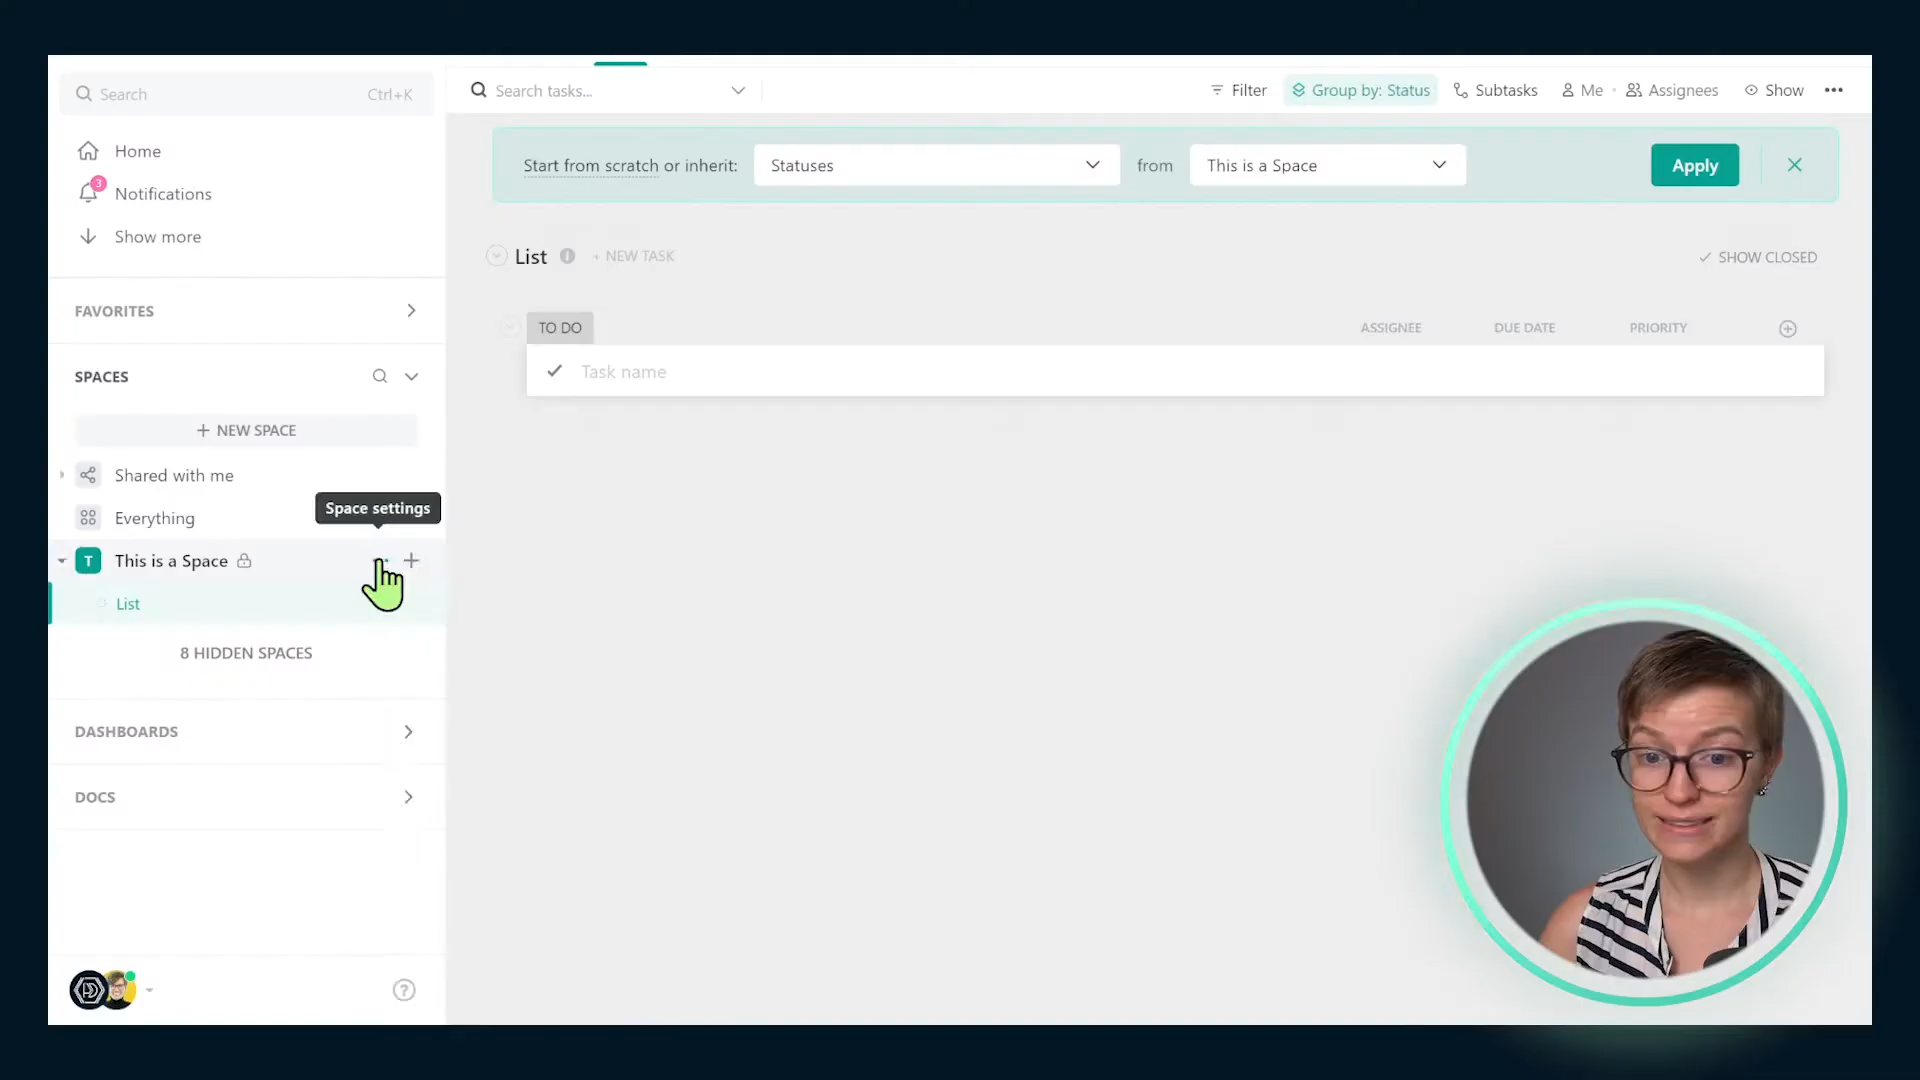 Search Ctrl+K
Home
3
Notifications
Show more
FAVORITES
SPACES
+ NEW SPACE
Shared with me
Everything
Space settings
T This is a Space
List
8 HIDDEN SPACES
DASHBOARDS
DOCS
Search tasks...
Filter
Group by: Status
Subtasks
Me
Assignees
Show
Start from scratch or inherit: Statuses from This is a Space Apply
List + NEW TASK SHOW CLOSED
TO DO ASSIGNEE DUE DATE PRIORITY
Task name